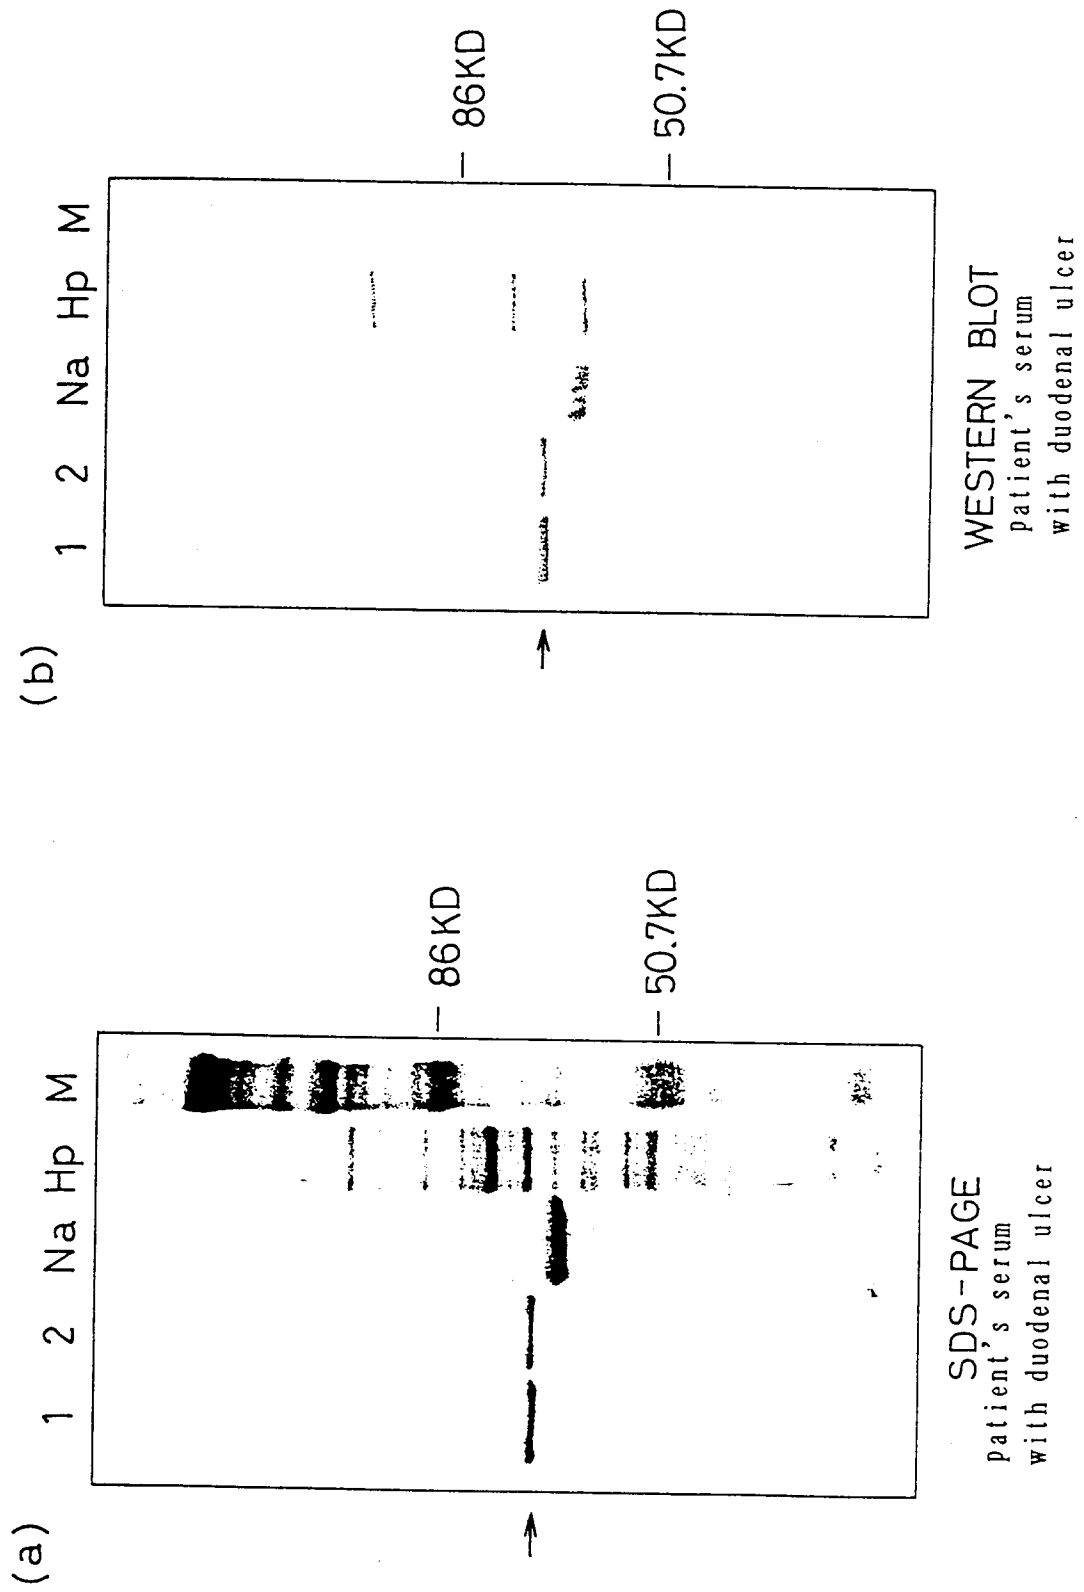 (a)
1 2 Na Hp M
86KD
50.7KD
SDS-PAGE
patient's serum
with duodenal ulcer
(b)
1 2 Na Hp M
86KD
50.7KD
WESTERN BLOT
patient's serum
with duodenal ulcer